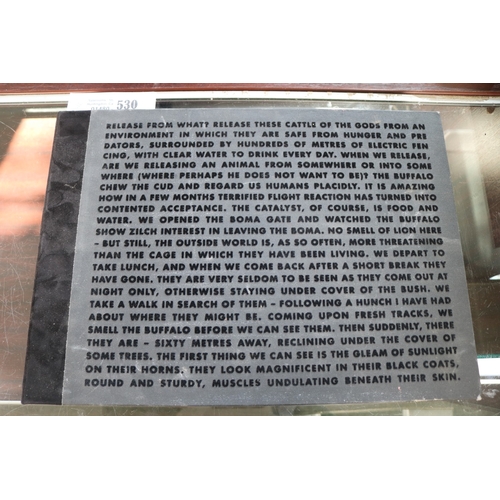 530
RELEASE FROM WHAT? RELEASE THESE CATTLE OF THE GODS FROM AN
ENVIRONMENT IN WHICH THEY ARE SAFE FROM HUNGER AND PRE
DATORS, SURROUNDED BY HUNDREDS OF METRES OF ELECTRIC FEN
CING, WITH CLEAR WATER TO DRINK EVERY DAY. WHEN WE RELEASE,
ARE WE RELEASING AN ANIMAL FROM SOMEWHERE OR INTO SOME
WHERE (WHERE PERHAPS HE DOES NOT WANT TO BE)? THE BUFFALO
CHEW THE CUD AND REGARD US HUMANS PLACIDLY. IT IS AMAZING
HOW IN A FEW MONTHS TERRIFIED FLIGHT REACTION HAS TURNED INTO
CONTENTED ACCEPTANCE. THE CATALYST, OF COURSE, IS FOOD AND
WATER. WE OPENED THE BOMA GATE AND WATCHED THE BUFFALO
SHOW ZILCH INTEREST IN LEAVING THE BOMA. NO SMELL OF LION HERE
– BUT STILL, THE OUTSIDE WORLD IS, AS SO OFTEN, MORE THREATENING
THAN THE CAGE IN WHICH THEY HAVE BEEN LIVING. WE DEPART TO
TAKE LUNCH, AND WHEN WE COME BACK AFTER A SHORT BREAK THEY
HAVE GONE. THEY ARE VERY SELDOM TO BE SEEN AS THEY COME OUT AT
NIGHT ONLY, OTHERWISE STAYING UNDER COVER OF THE BUSH. WE
TAKE A WALK IN SEARCH OF THEM – FOLLOWING A HUNCH I HAVE HAD
ABOUT WHERE THEY MIGHT BE. COMING UPON FRESH TRACKS, WE
SMELL THE BUFFALO BEFORE WE CAN SEE THEM. THEN SUDDENLY, THERE
THEY ARE – SIXTY METRES AWAY, RECLINING UNDER THE COVER OF
SOME TREES. THE FIRST THING WE CAN SEE IS THE GLEAM OF SUNLIGHT
ON THEIR HORNS. THEY LOOK MAGNIFICENT IN THEIR BLACK COATS,
ROUND AND STURDY, MUSCLES UNDULATING BENEATH THEIR SKIN.